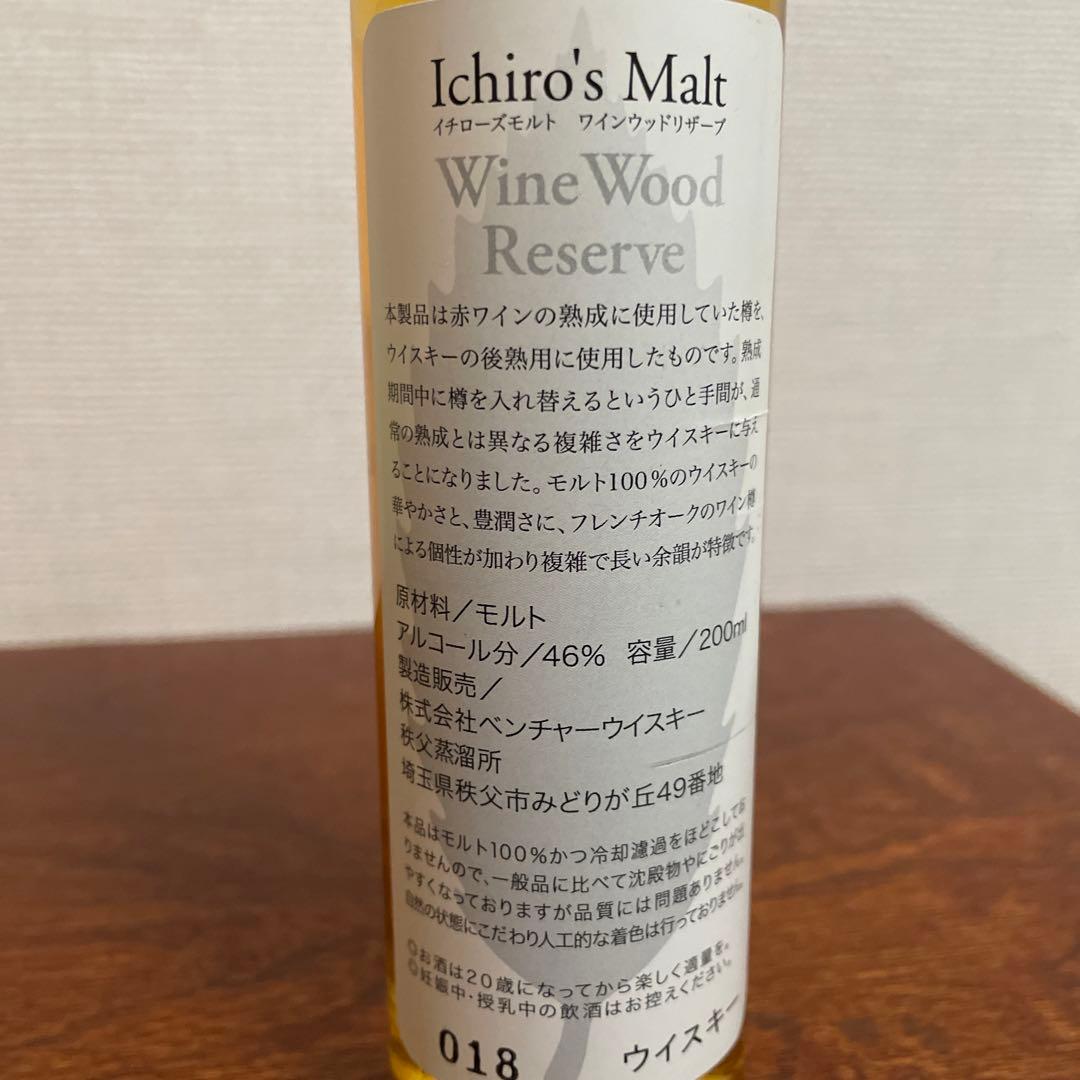 Ichiro's Malt
イチローズモルト　ワインウッドリザーブ
Wine Wood
Reserve
本製品は赤ワインの熟成に使用していた樽を、
ウイスキーの後熟用に使用したものです。熟成
期間中に樽を入れ替えるというひと手間が、通
常の熟成とは異なる複雑さをウイスキーに与え
ることになりました。モルト100%のウイスキーの
華やかさと、豊潤さに、フレンチオークのワイン樽
による個性が加わり複雑で長い余韻が特徴です。
原材料／モルト
アルコール分／46%　容量／200ml
製造販売／
株式会社ベンチャーウイスキー
秩父蒸溜所
埼玉県秩父市みどりが丘49番地
本品はモルト100%かつ冷却濾過をほどこしてお
りませんので、一般品に比べて沈殿物やにごりが出
やすくなっておりますが品質には問題ありません。
自然の状態にこだわり人工的な着色は行っておりません。
◎お酒は20歳になってから楽しく適量を。
◎妊娠中・授乳中の飲酒はお控えください。
018　ウイスキー